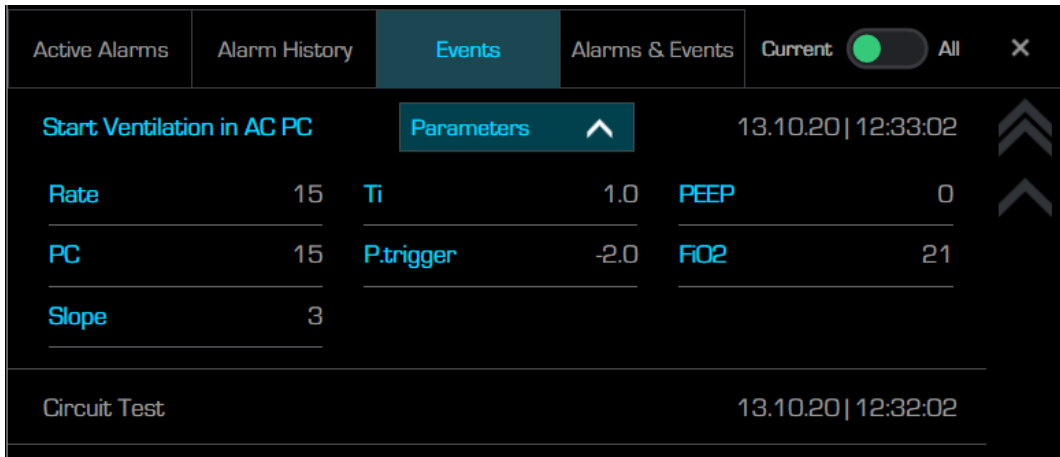 Active Alarms Alarm History Events Alarms & Events Current All ×
Start Ventilation in AC PC Parameters 13.10.20 | 12:33:02
Rate 15 Ti 1.0 PEEP 0
PC 15 P.trigger -2.0 FiO2 21
Slope 3
Circuit Test 13.10.20 | 12:32:02